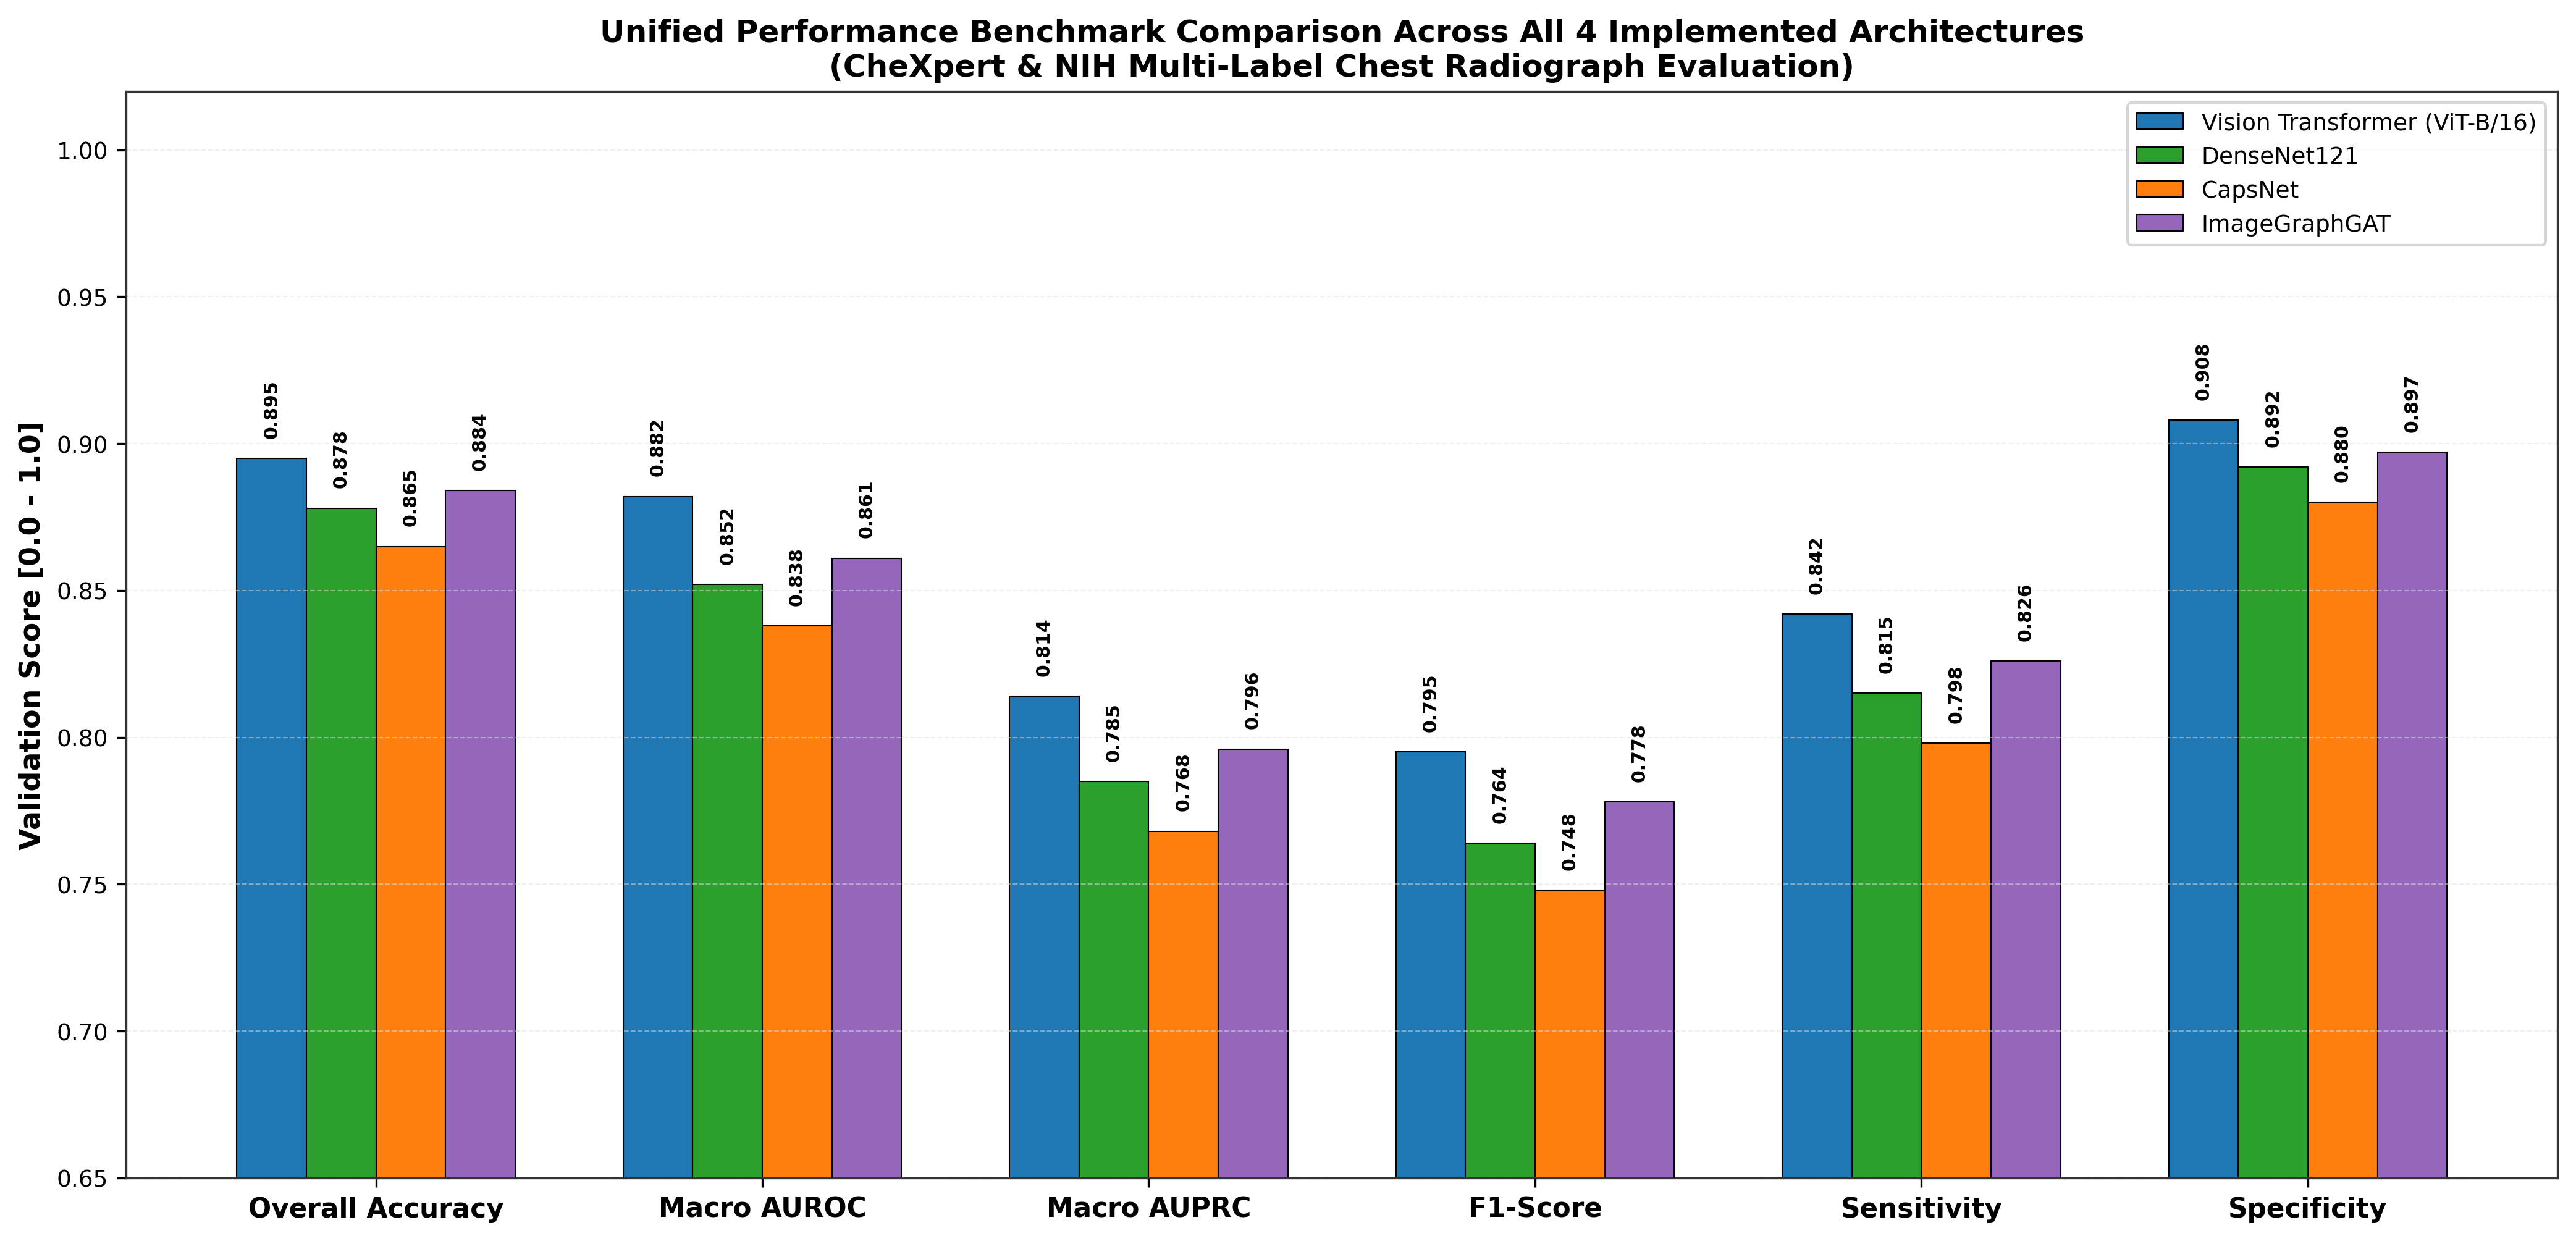 Unified Performance Benchmark Comparison Across All 4 Implemented Architectures
(CheXpert & NIH Multi-Label Chest Radiograph Evaluation)
Vision Transformer (ViT-B/16)
DenseNet121
CapsNet
ImageGraphGAT
Validation Score [0.0 - 1.0]
1.00
0.95
0.90
0.85
0.80
0.75
0.70
0.65
0.895
0.878
0.865
0.884
0.882
0.852
0.838
0.861
0.814
0.785
0.768
0.796
0.795
0.764
0.748
0.778
0.842
0.815
0.798
0.826
0.908
0.892
0.880
0.897
Overall Accuracy
Macro AUROC
Macro AUPRC
F1-Score
Sensitivity
Specificity